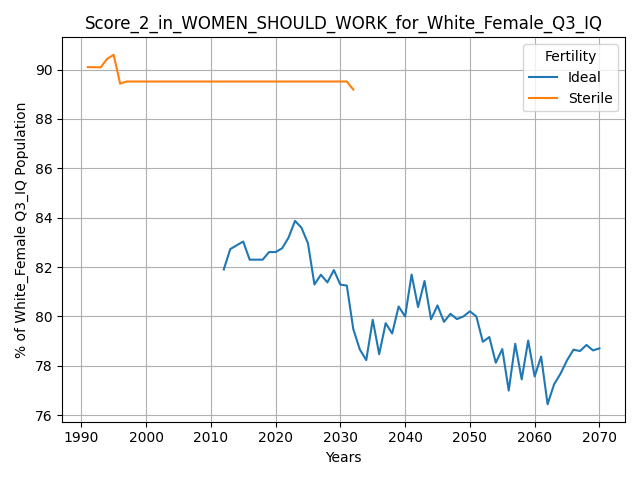 Score_2_in_WOMEN_SHOULD_WORK_for_White_Female_Q3_IQ
Fertility
Ideal
Sterile
% of White_Female Q3_IQ Population
90
88
86
84
82
80
78
76
1990 2000 2010 2020 2030 2040 2050 2060 2070
Years